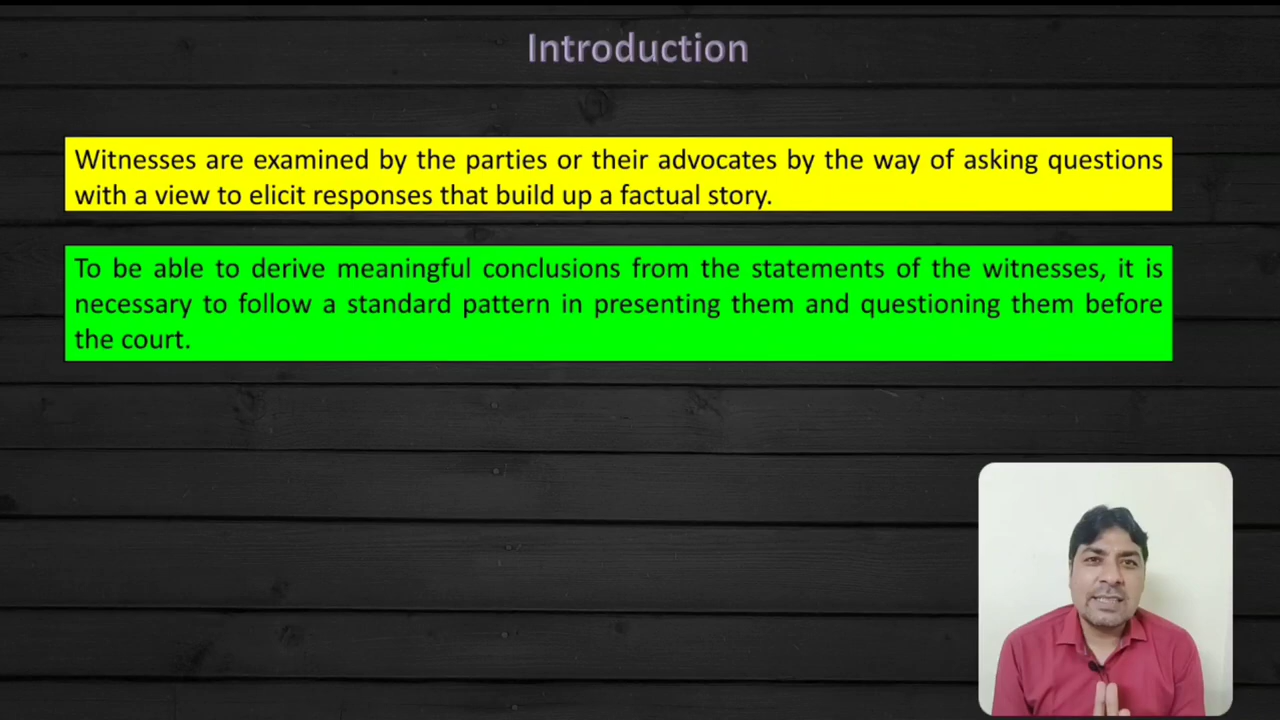 Introduction
Witnesses are examined by the parties or their advocates by the way of asking questions
with a view to elicit responses that build up a factual story.
To be able to derive meaningful conclusions from the statements of the witnesses, it is
necessary to follow a standard pattern in presenting them and questioning them before
the court.